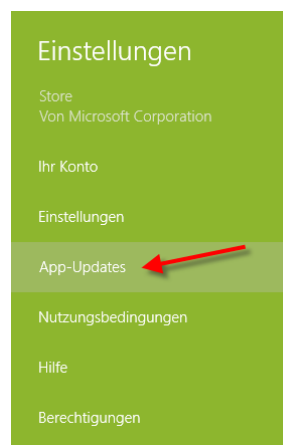 Einstellungen
Store
Von Microsoft Corporation
Ihr Konto
Einstellungen
App-Updates
Nutzungsbedingungen
Hilfe
Berechtigungen